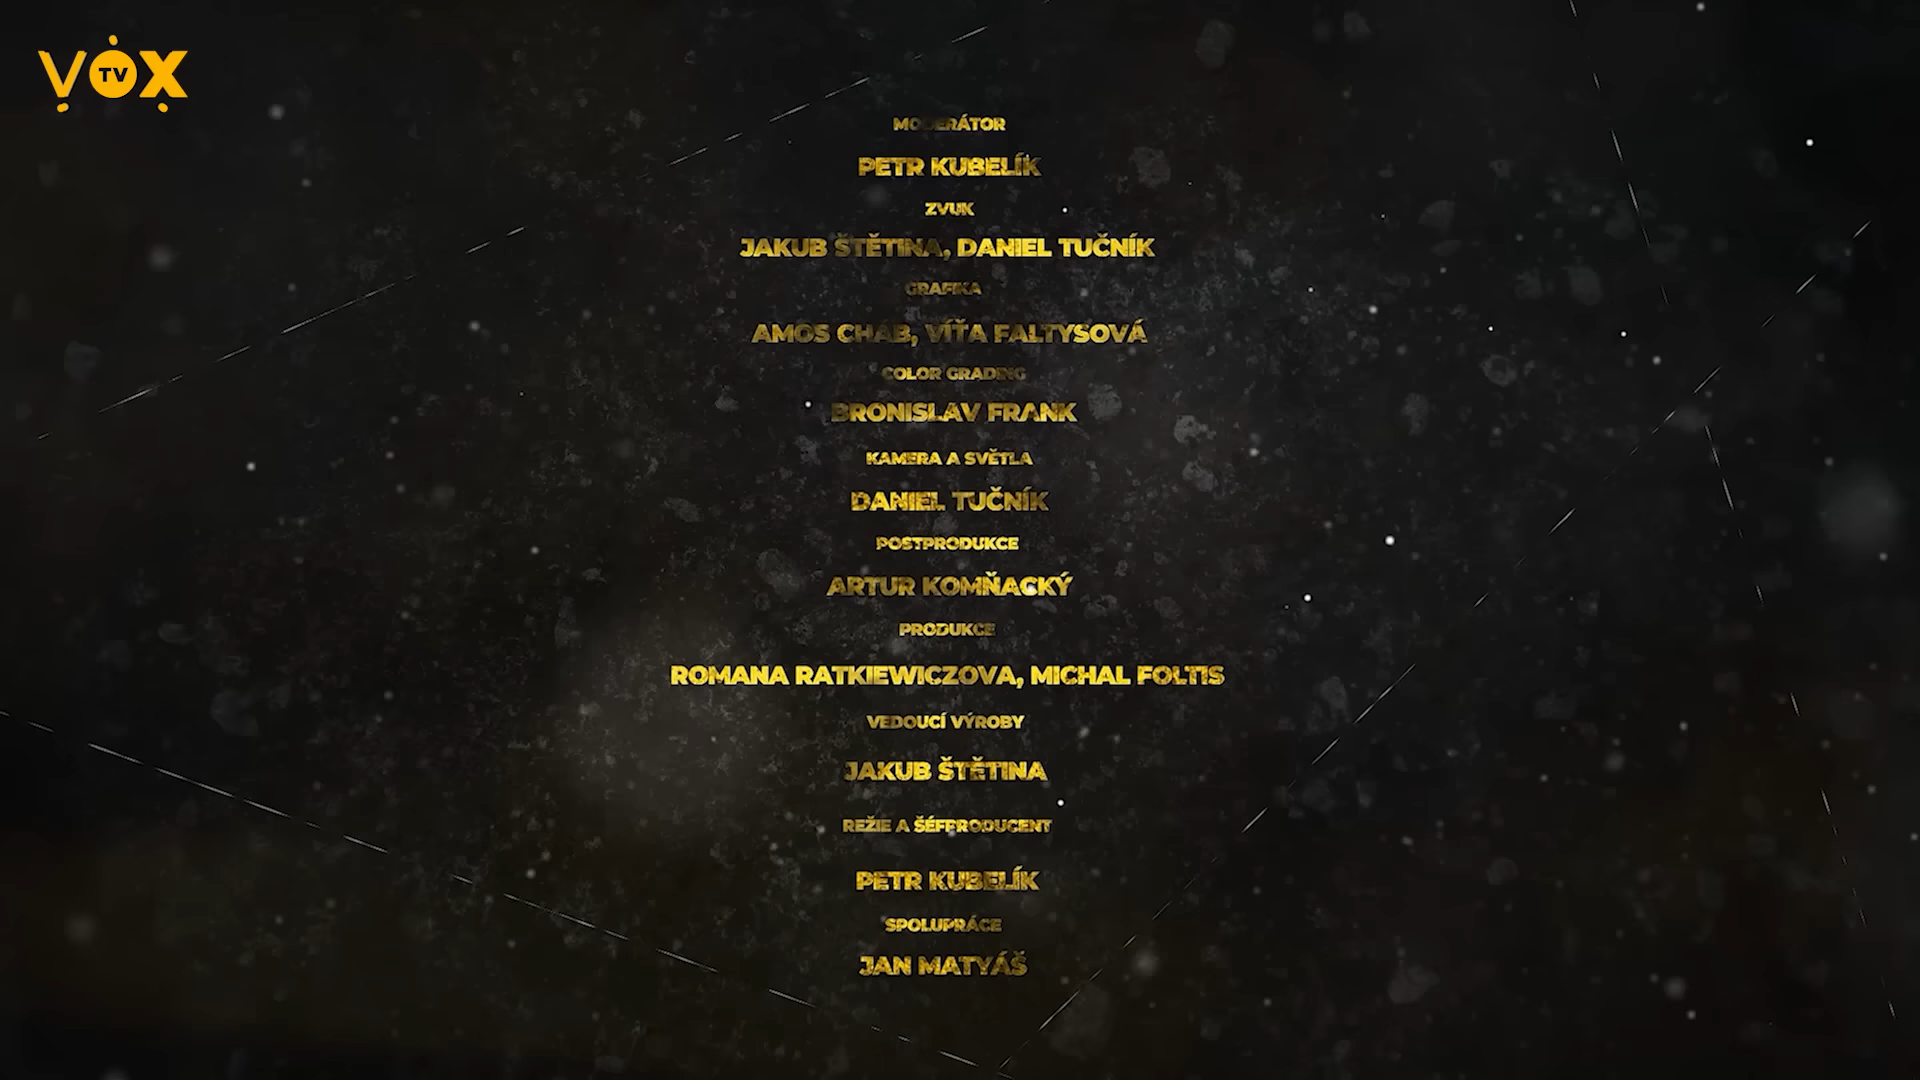 VOX
TV
MODERÁTOR
PETR KUBELÍK
ZVUK
JAKUB ŠTĚTINA, DANIEL TUČNÍK
GRAFIKA
AMOS CHÁB, VÍŤA FALTYSOVÁ
COLOR GRADING
BRONISLAV FRANK
KAMERA A SVĚTLA
DANIEL TUČNÍK
POSTPRODUKCE
ARTUR KOMŇACKÝ
PRODUKCE
ROMANA RATKIEWICZOVA, MICHAL FOLTIS
VEDOUCÍ VÝROBY
JAKUB ŠTĚTINA
REŽIE A ŠÉFPRODUCENT
PETR KUBELÍK
SPOLUPRÁCE
JAN MATYÁŠ